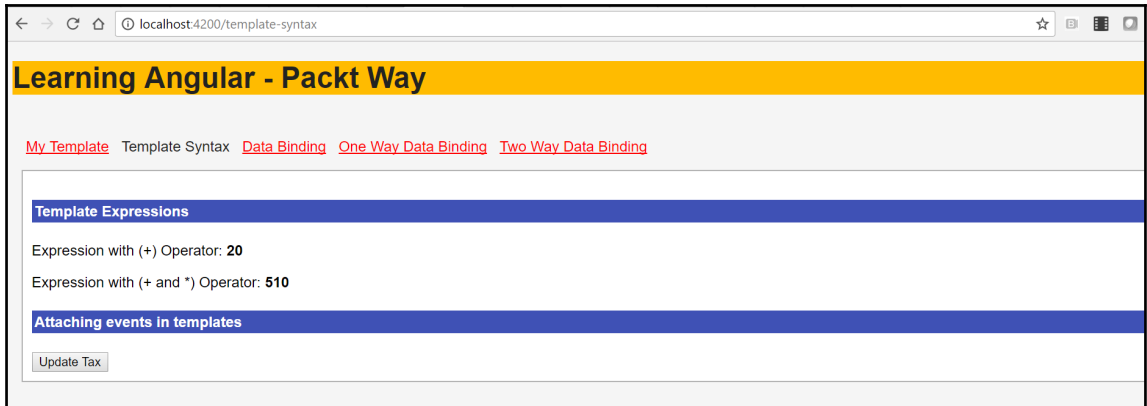 localhost:4200/template-syntax
Learning Angular - Packt Way
My Template Template Syntax Data Binding One Way Data Binding Two Way Data Binding
Template Expressions
Expression with (+) Operator: 20
Expression with (+ and *) Operator: 510
Attaching events in templates
Update Tax